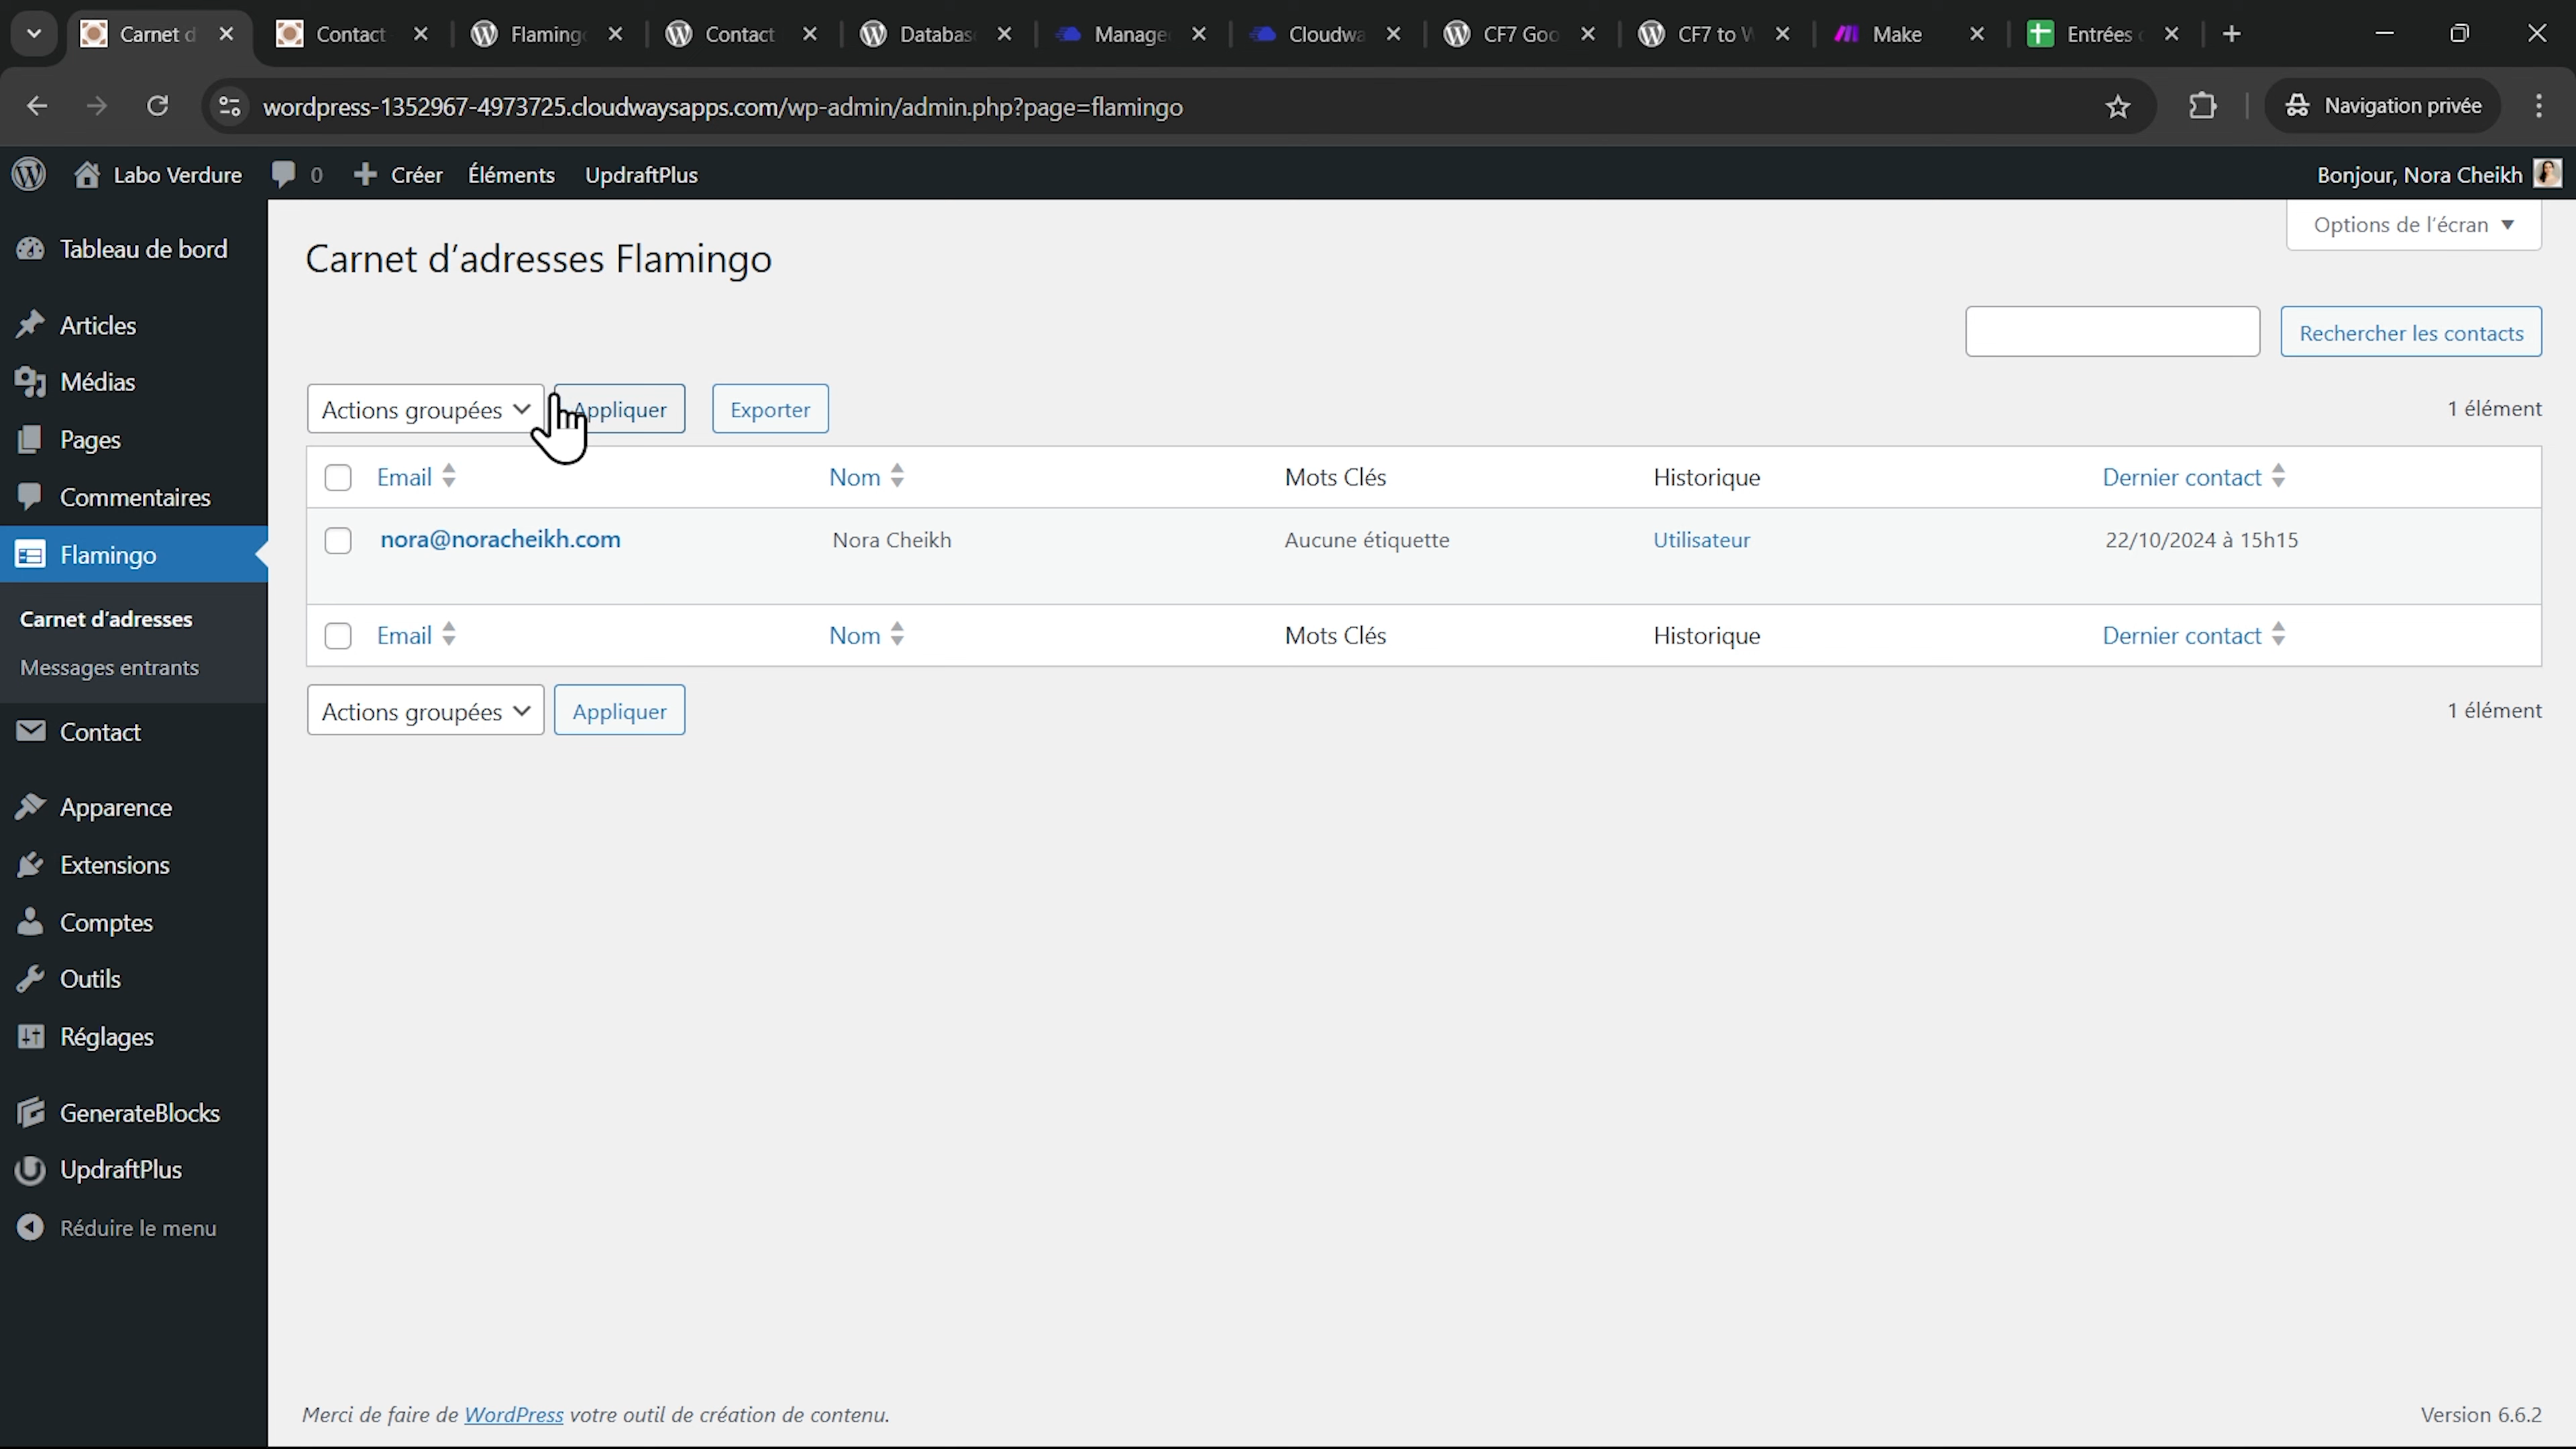 Carnet d
Contact
Flaming
Contact
Databas
Manage
Cloudwa
CF7 Goo
CF7 to W
Make
Entrées
wordpress-1352967-4973725.cloudwaysapps.com/wp-admin/admin.php?page=flamingo
Navigation privée
Labo Verdure
0
Créer
Éléments
UpdraftPlus
Bonjour, Nora Cheikh
Tableau de bord
Articles
Médias
Pages
Commentaires
Flamingo
Carnet d'adresses
Messages entrants
Contact
Apparence
Extensions
Comptes
Outils
Réglages
GenerateBlocks
UpdraftPlus
Réduire le menu
Options de l'écran
Carnet d'adresses Flamingo
Rechercher les contacts
Actions groupées Appliquer Exporter 1 élément
Email Nom Mots Clés Historique Dernier contact
nora@noracheikh.com Nora Cheikh Aucune étiquette Utilisateur 22/10/2024 à 15h15
Email Nom Mots Clés Historique Dernier contact
Actions groupées Appliquer 1 élément
Merci de faire de WordPress votre outil de création de contenu. Version 6.6.2